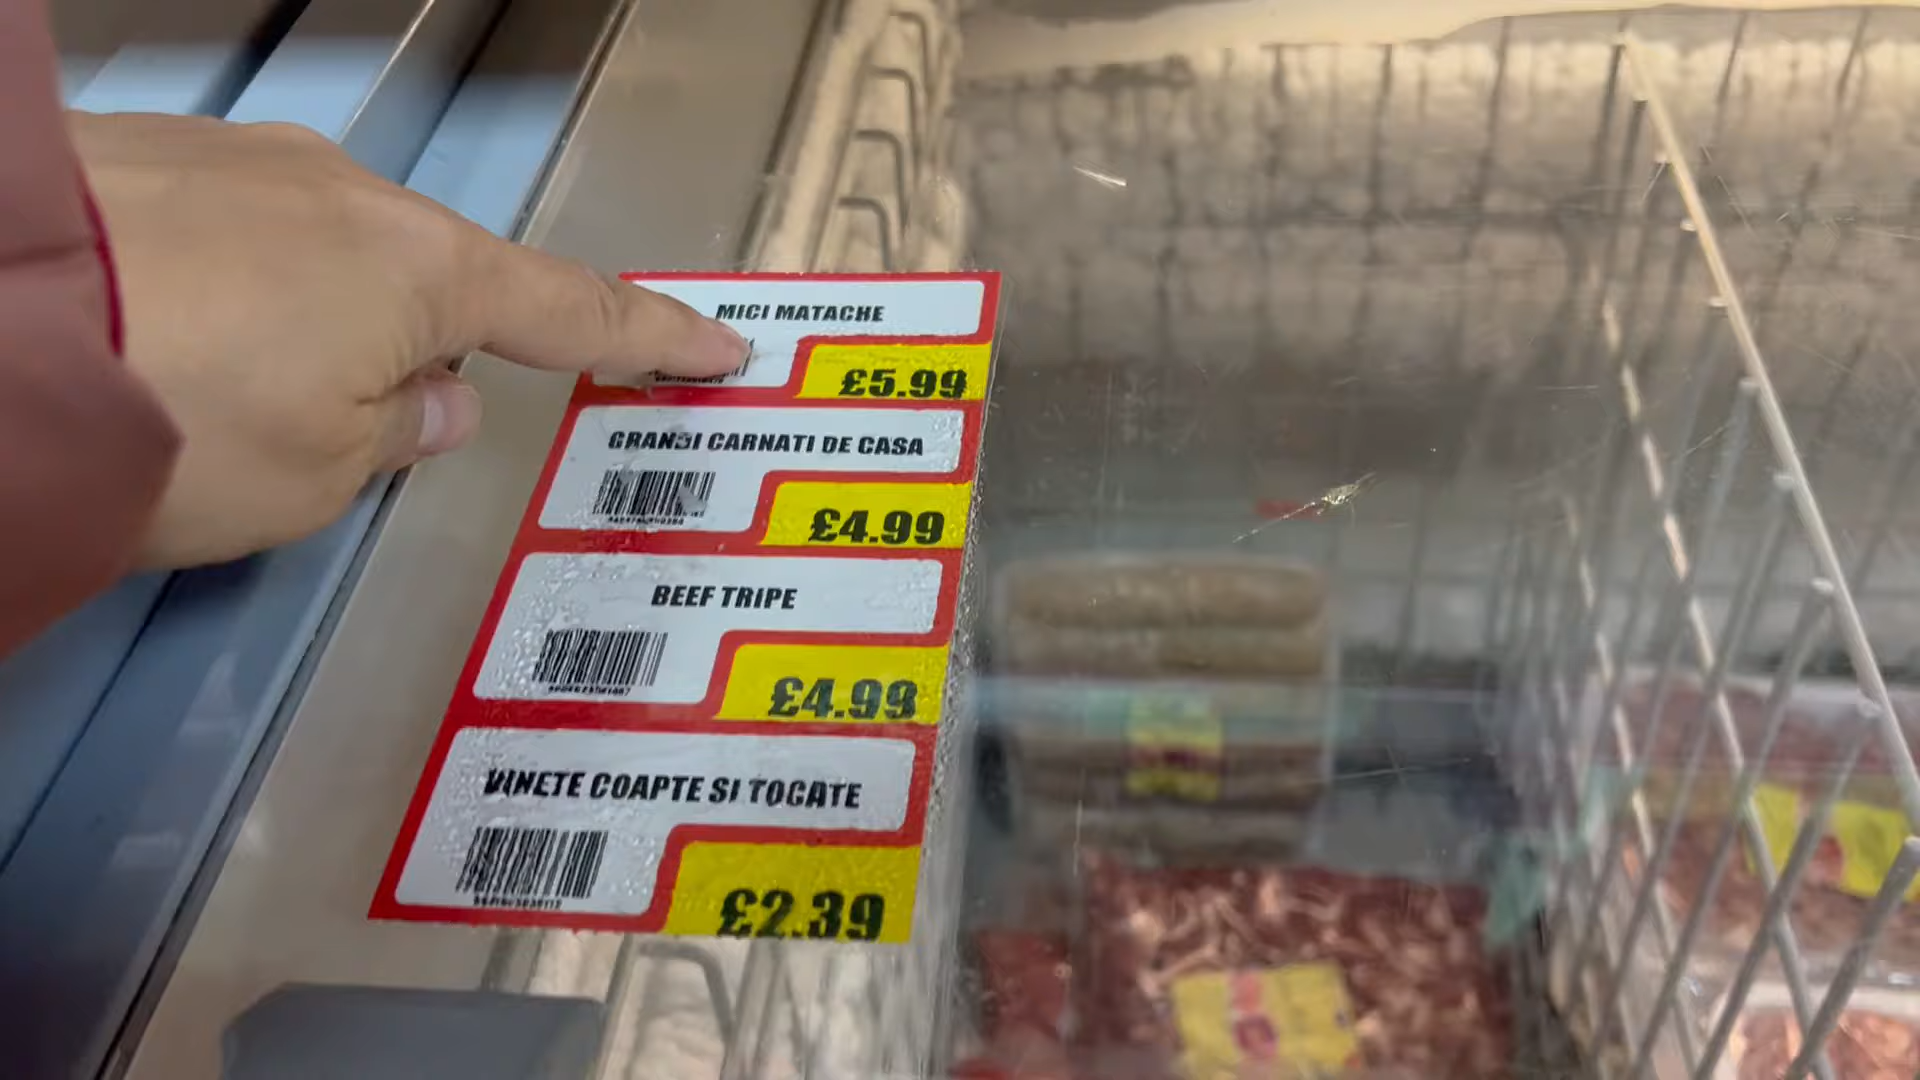 MICI MATACHE
£5.99
CARNATI DE CASA
£4.99
BEEF TRIPE
£4.99
VINETE COAPTE SI TOCATE
£2.39